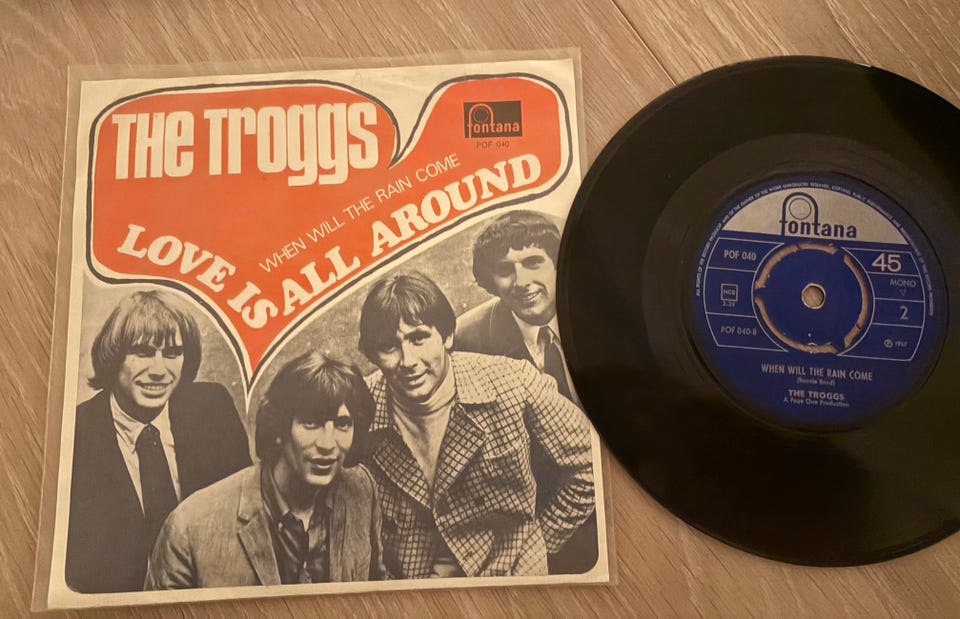 THE TROGGS
fontana
POF 040
WHEN WILL THE RAIN COME
LOVE IS ALL AROUND
fontana
POF 040
45
MONO
NCB
2
POF 040-B
℗ 1967
WHEN WILL THE RAIN COME
(Ronnie Bond)
THE TROGGS
A Page One Production